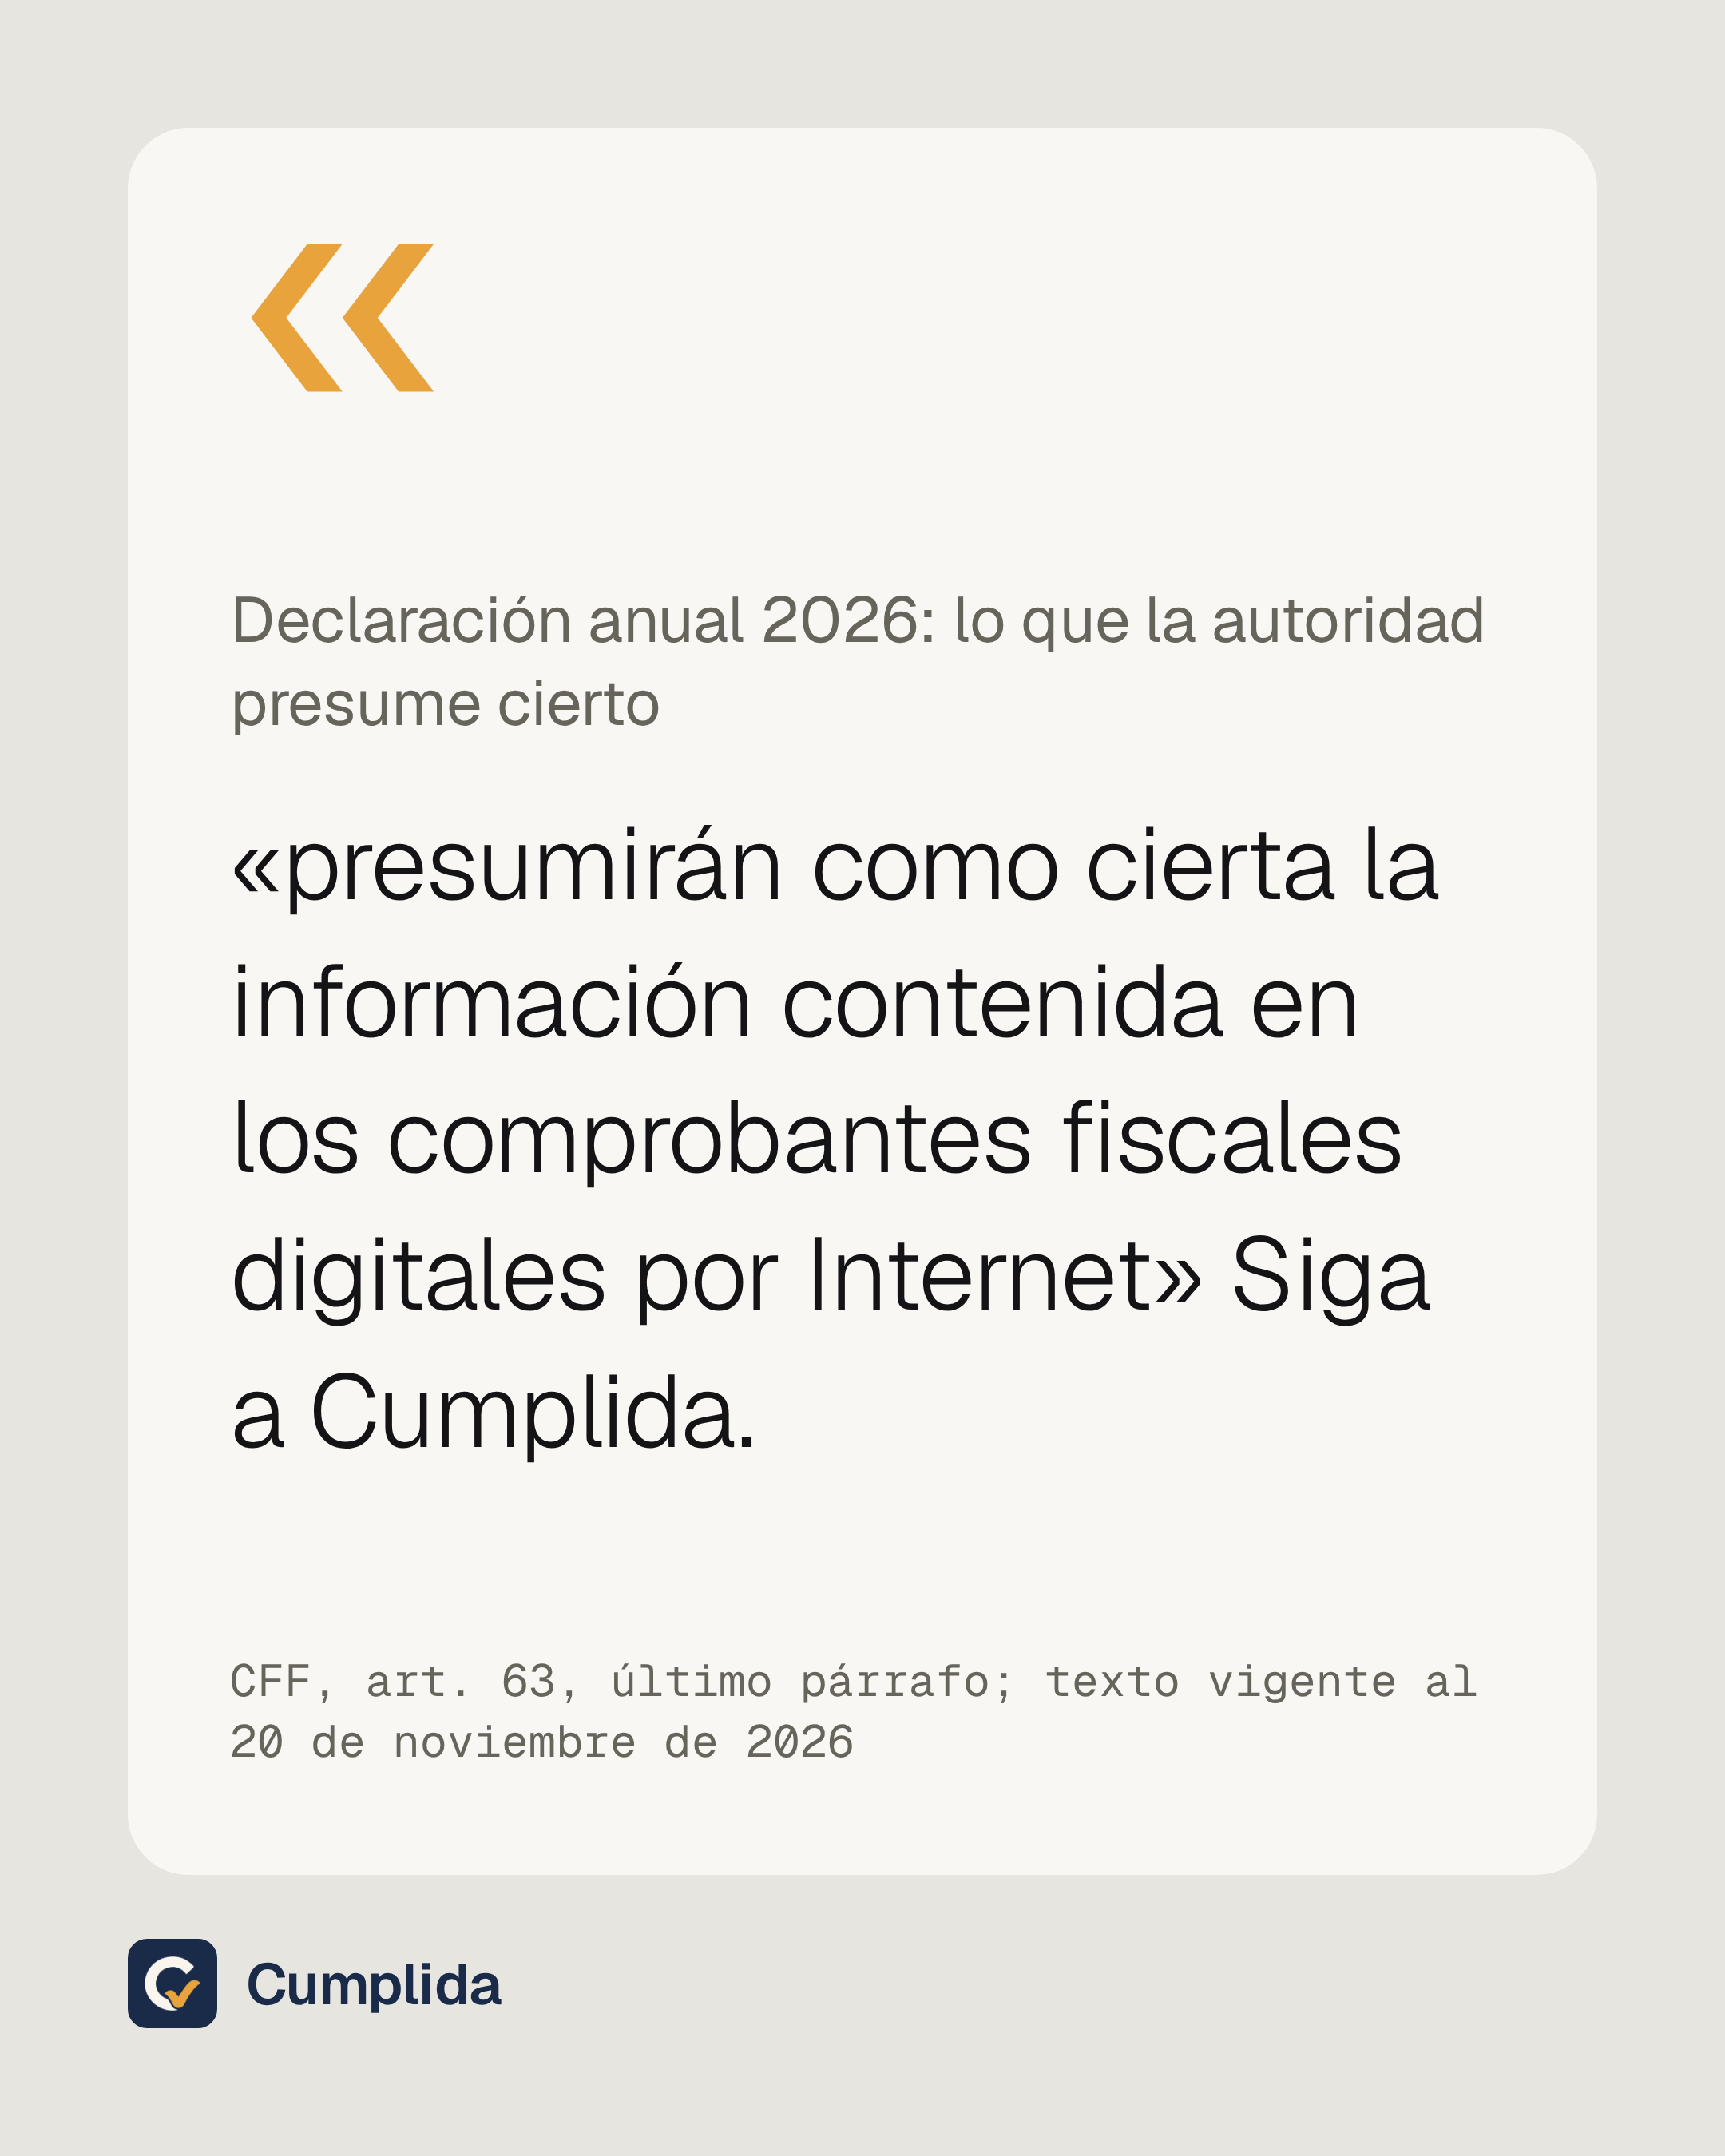 «
Declaración anual 2026: lo que la autoridad
presume cierto
«presumirán como cierta la
información contenida en
los comprobantes fiscales
digitales por Internet» Siga
a Cumplida.
CFF, art. 63, último párrafo; texto vigente al
20 de noviembre de 2026
Cumplida